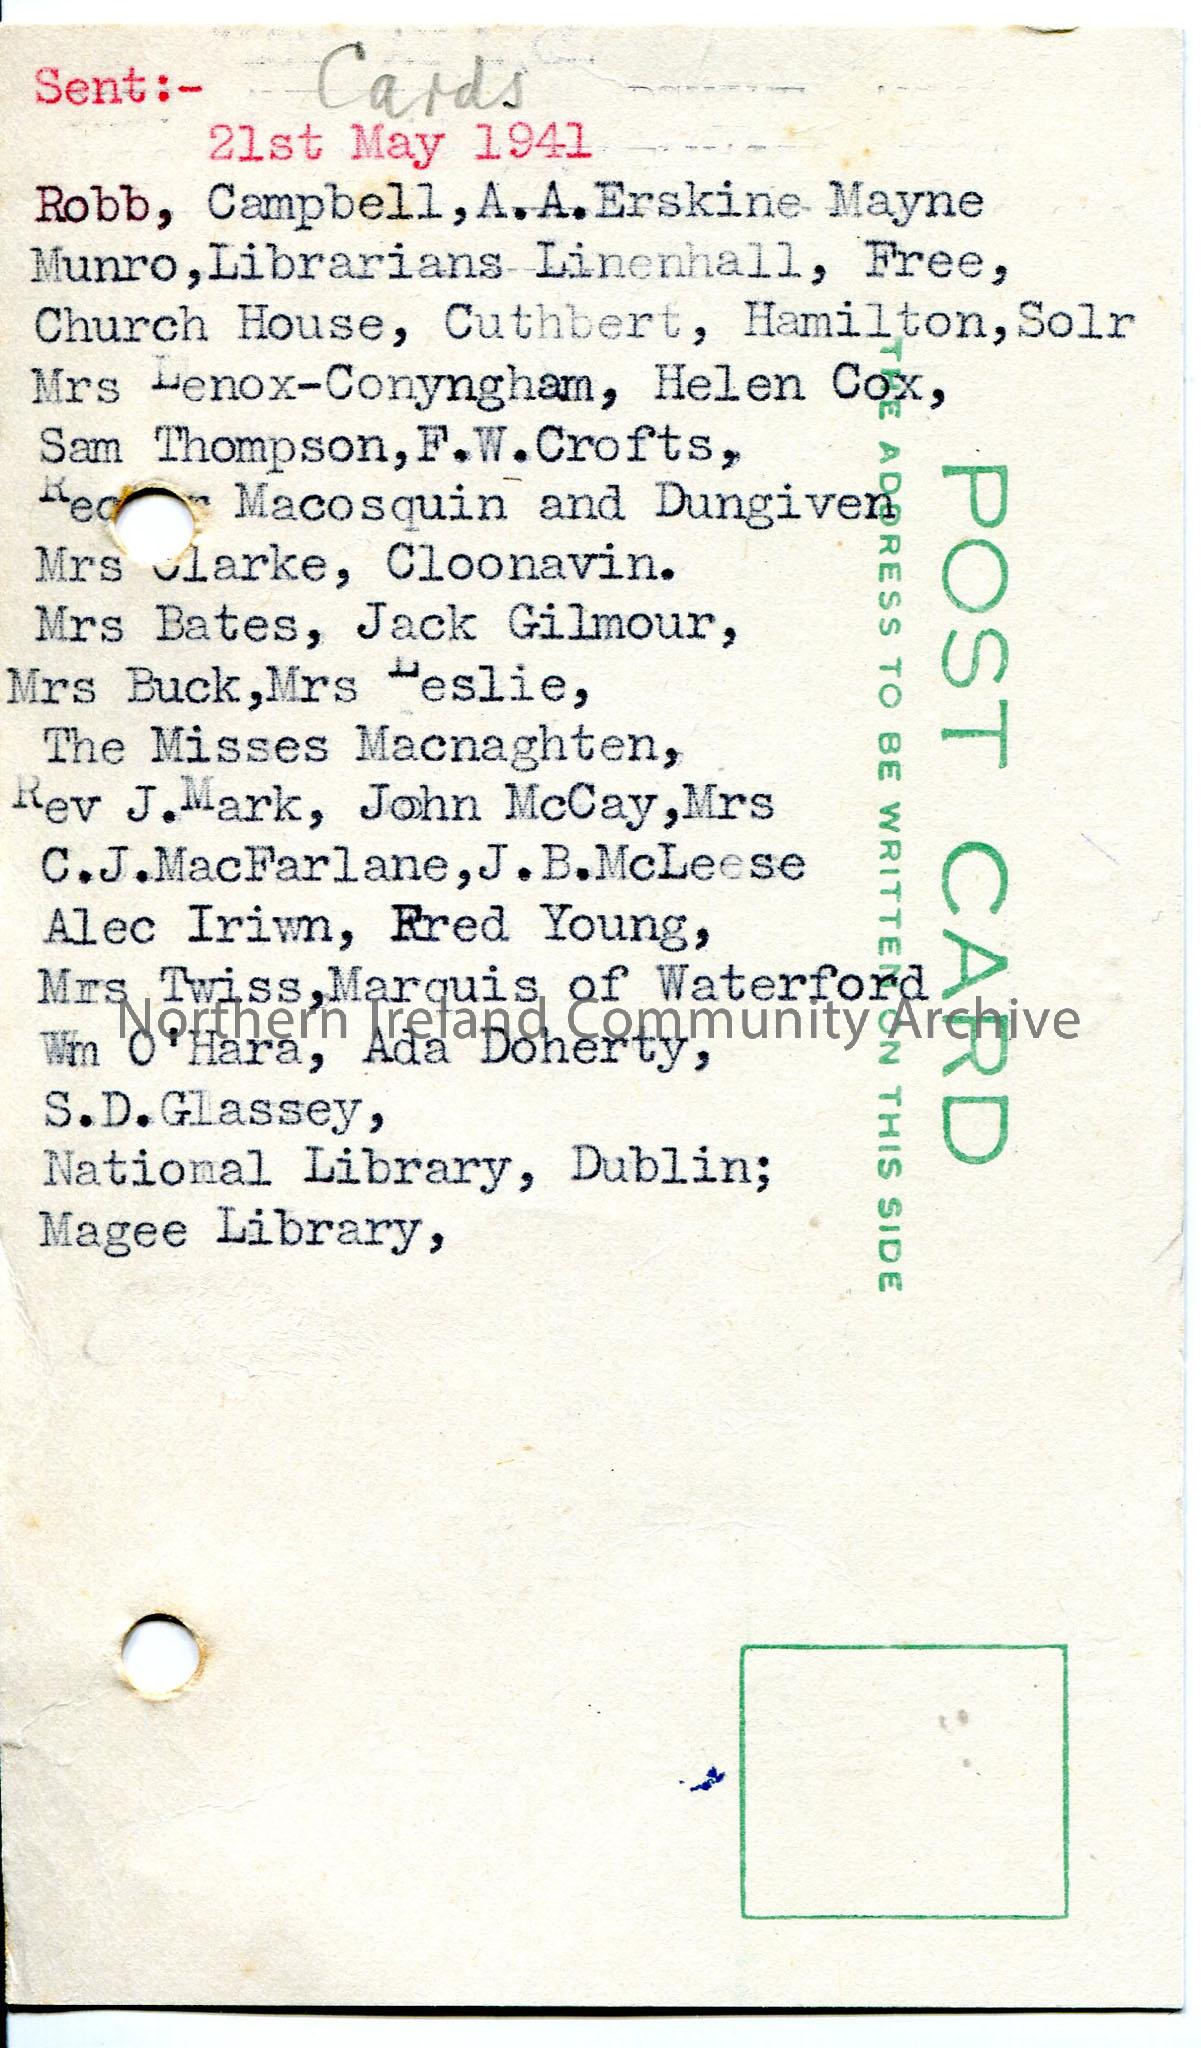 Sent:- Cards
21st May 1941
Robb, Campbell,A.A.Erskine Mayne
Munro,Librarians Linenhall, Free,
Church House, Cuthbert, Hamilton,Solr
Mrs Lenox-Conyngham, Helen Cox,
Sam Thompson,F.W.Crofts,
Macosquin and Dungiven
Mrs Clarke, Cloonavin.
Mrs Bates, Jack Gilmour,
Mrs Buck,Mrs Leslie,
The Misses Macnaghten,
Rev J.Mark, John McCay,Mrs
C.J.MacFarlane,J.B.McLeese
Alec Iriwn, Fred Young,
Mrs Twiss,Marquis of Waterford
Wm O'Hara, Ada Doherty,
S.D.Glassey,
National Library, Dublin;
Magee Library,
POST CARD
THE ADDRESS TO BE WRITTEN ON THIS SIDE
Northern Ireland Community Archive